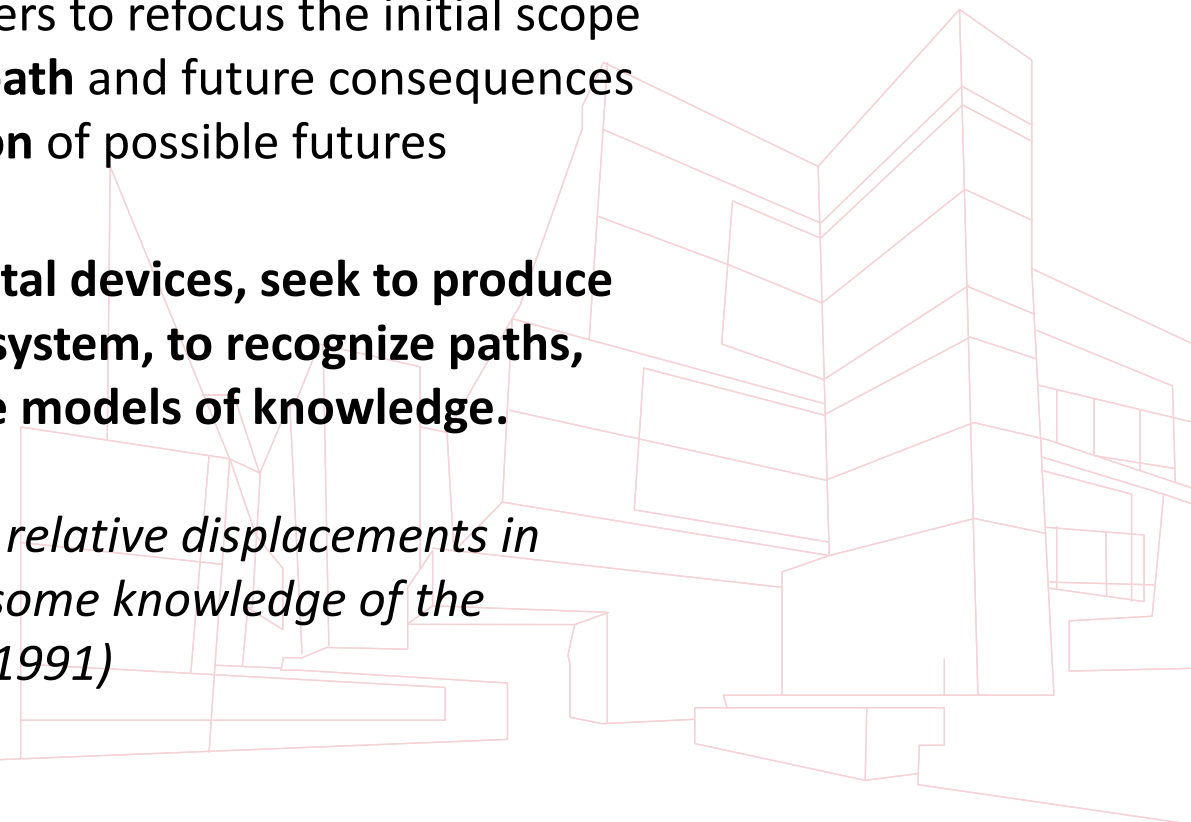 ers to refocus the initial scope
ath and future consequences
on of possible futures
tal devices, seek to produce
system, to recognize paths,
e models of knowledge.
relative displacements in
some knowledge of the
1991)